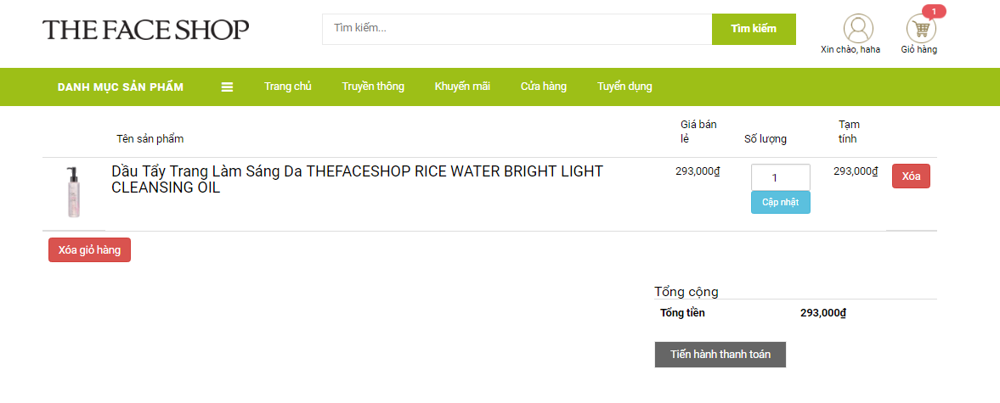 THE FACE SHOP
Tìm kiếm...
Tìm kiếm
1
Xin chào, haha
Giỏ hàng
DANH MỤC SẢN PHẨM
Trang chủ
Truyền thông
Khuyến mãi
Cửa hàng
Tuyển dụng
Tên sản phẩm
Giá bán
lẻ
Số lượng
Tạm
tính
Dầu Tẩy Trang Làm Sáng Da THEFACESHOP RICE WATER BRIGHT LIGHT
CLEANSING OIL
293,000₫
1
Cập nhật
293,000₫
Xóa
Xóa giỏ hàng
Tổng cộng
Tổng tiền
293,000₫
Tiến hành thanh toán